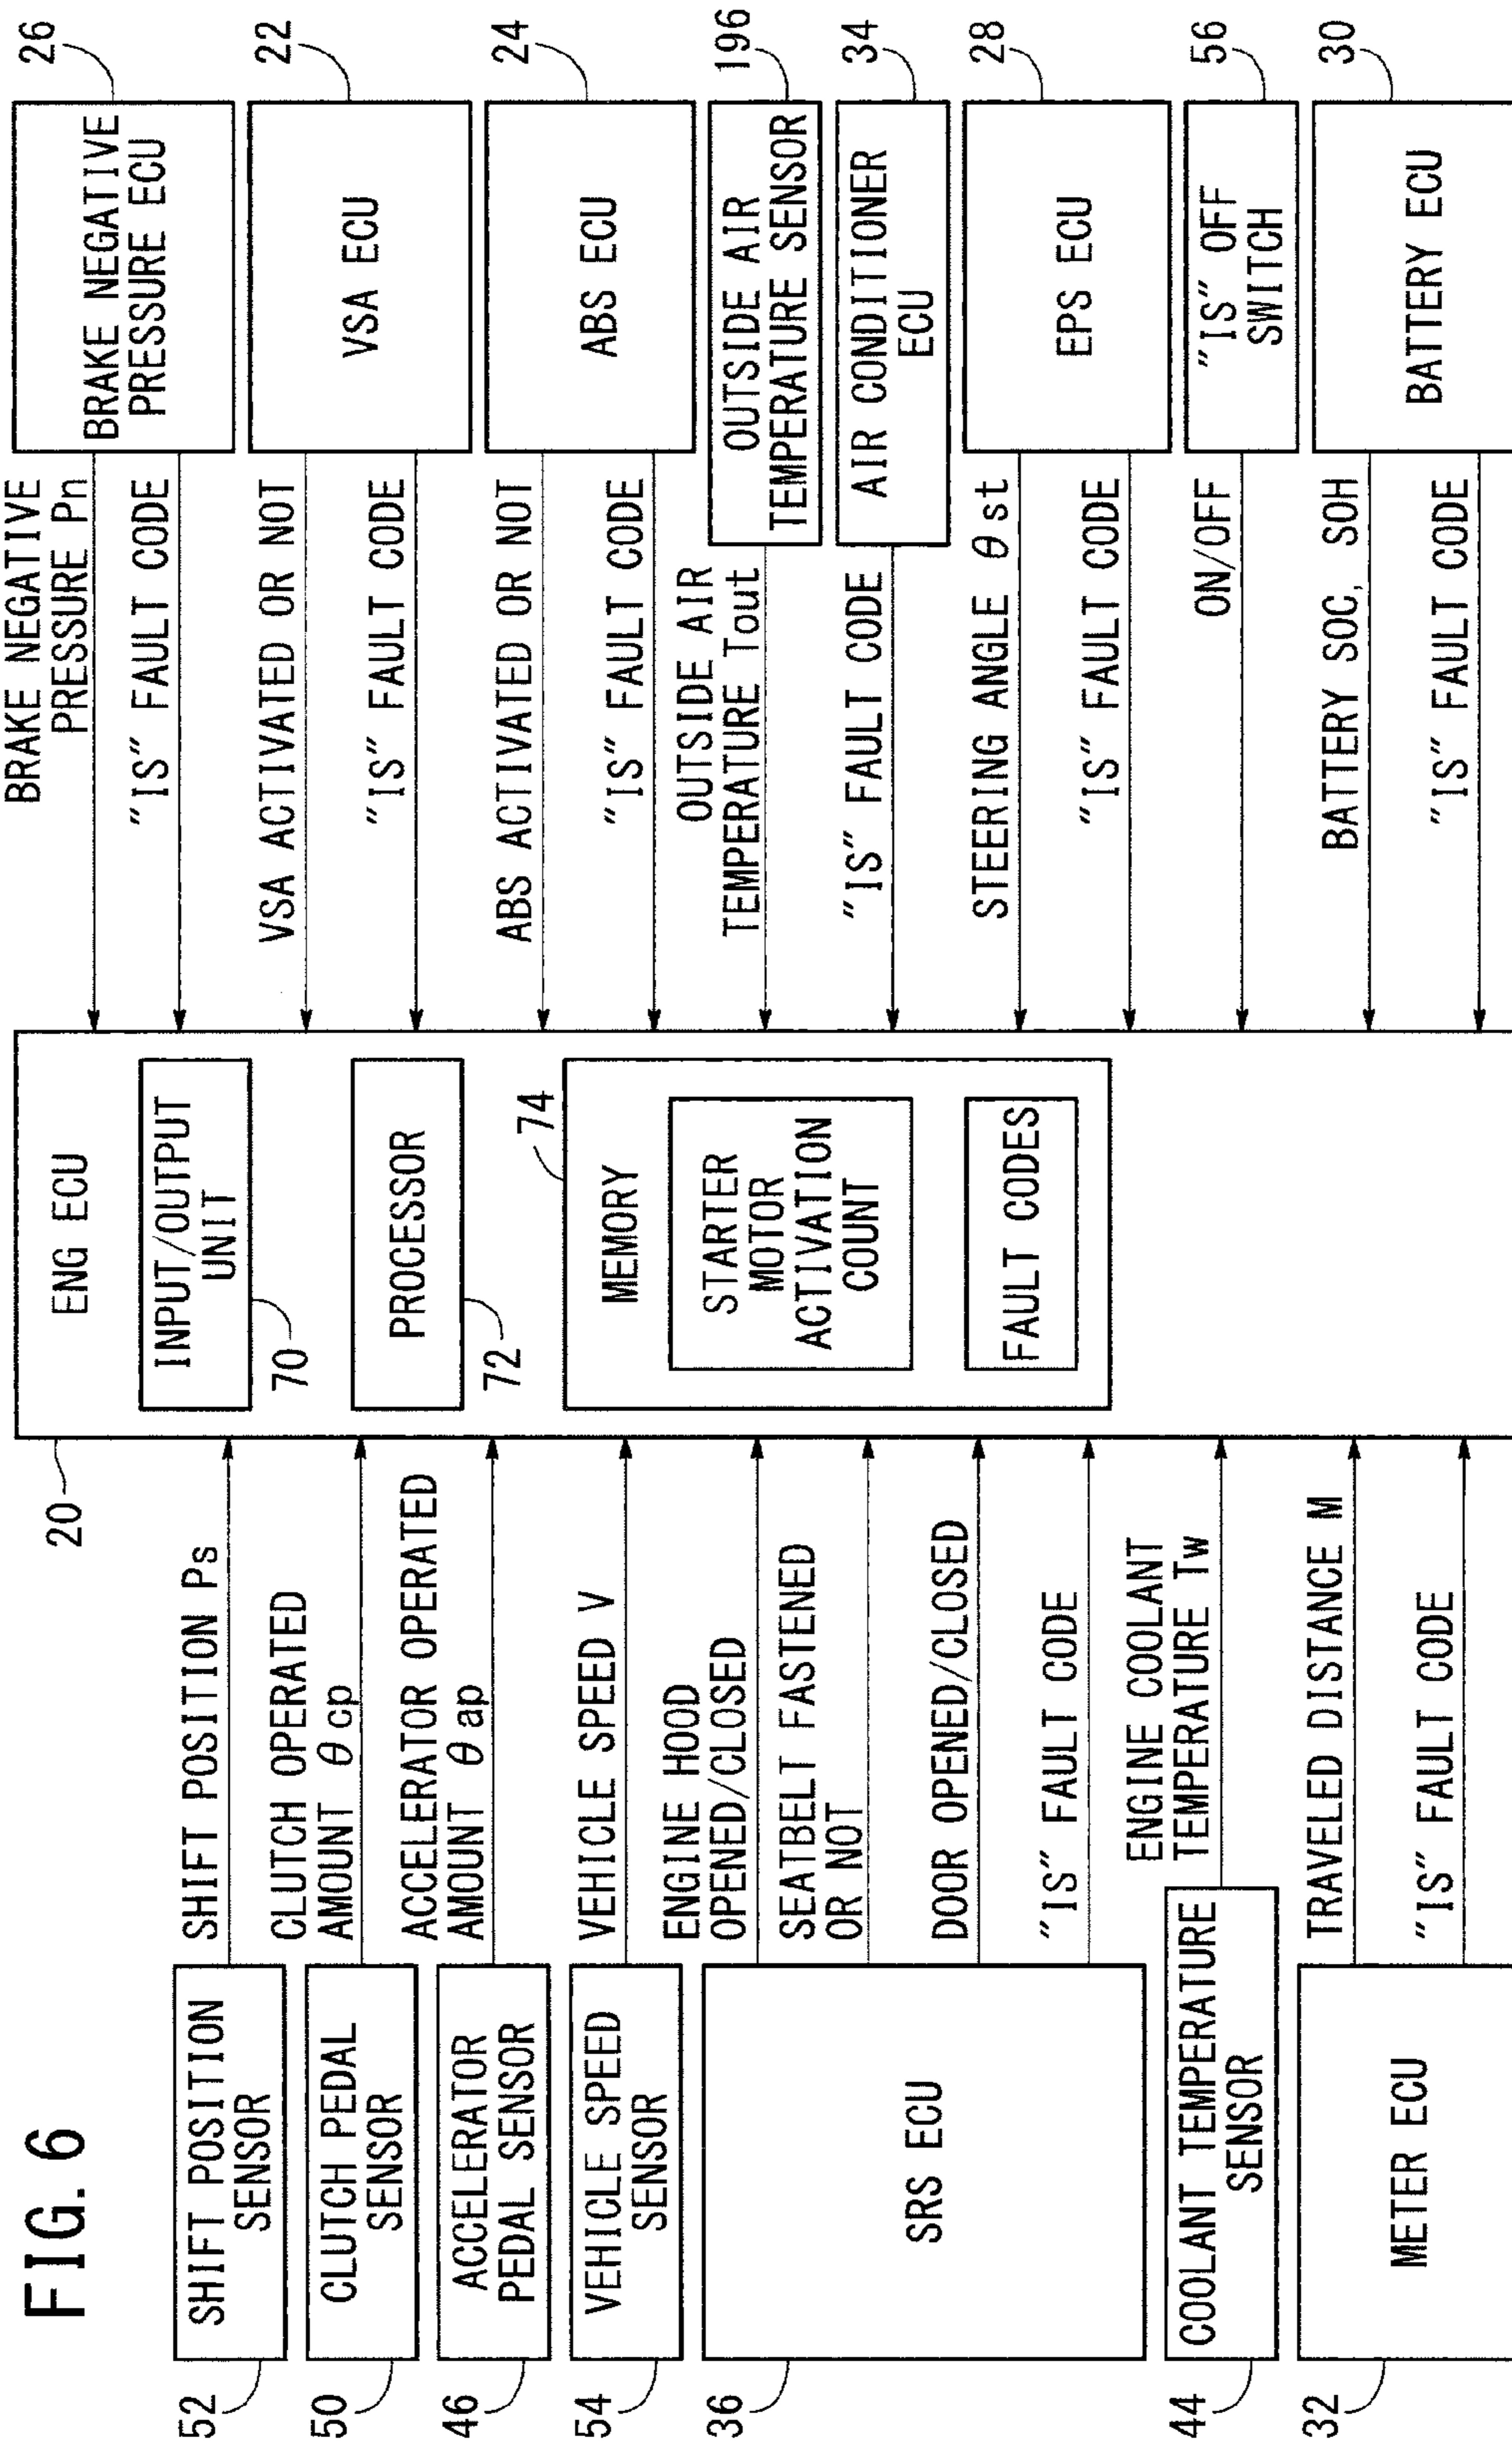 FIG. 6
20
ENG ECU
INPUT/OUTPUT
UNIT
70
PROCESSOR
72
74
MEMORY
STARTER
MOTOR
ACTIVATION
COUNT
FAULT CODES
52
SHIFT POSITION
SENSOR
SHIFT POSITION Ps
50
CLUTCH PEDAL
SENSOR
CLUTCH OPERATED
AMOUNT θcp
46
ACCELERATOR
PEDAL SENSOR
ACCELERATOR OPERATED
AMOUNT θap
54
VEHICLE SPEED
SENSOR
VEHICLE SPEED V
36
SRS ECU
ENGINE HOOD
OPENED/CLOSED
SEATBELT FASTENED
OR NOT
DOOR OPENED/CLOSED
"IS" FAULT CODE
44
COOLANT TEMPERATURE
SENSOR
ENGINE COOLANT
TEMPERATURE Tw
32
METER ECU
TRAVELED DISTANCE M
"IS" FAULT CODE
BRAKE NEGATIVE
PRESSURE Pn
"IS" FAULT CODE
BRAKE NEGATIVE
PRESSURE ECU
26
VSA ACTIVATED OR NOT
"IS" FAULT CODE
VSA ECU
22
ABS ACTIVATED OR NOT
"IS" FAULT CODE
ABS ECU
24
OUTSIDE AIR
TEMPERATURE Tout
OUTSIDE AIR
TEMPERATURE SENSOR
196
"IS" FAULT CODE
AIR CONDITIONER
ECU
34
STEERING ANGLE θst
"IS" FAULT CODE
EPS ECU
28
ON/OFF
"IS" OFF
SWITCH
56
BATTERY SOC, SOH
"IS" FAULT CODE
BATTERY ECU
30